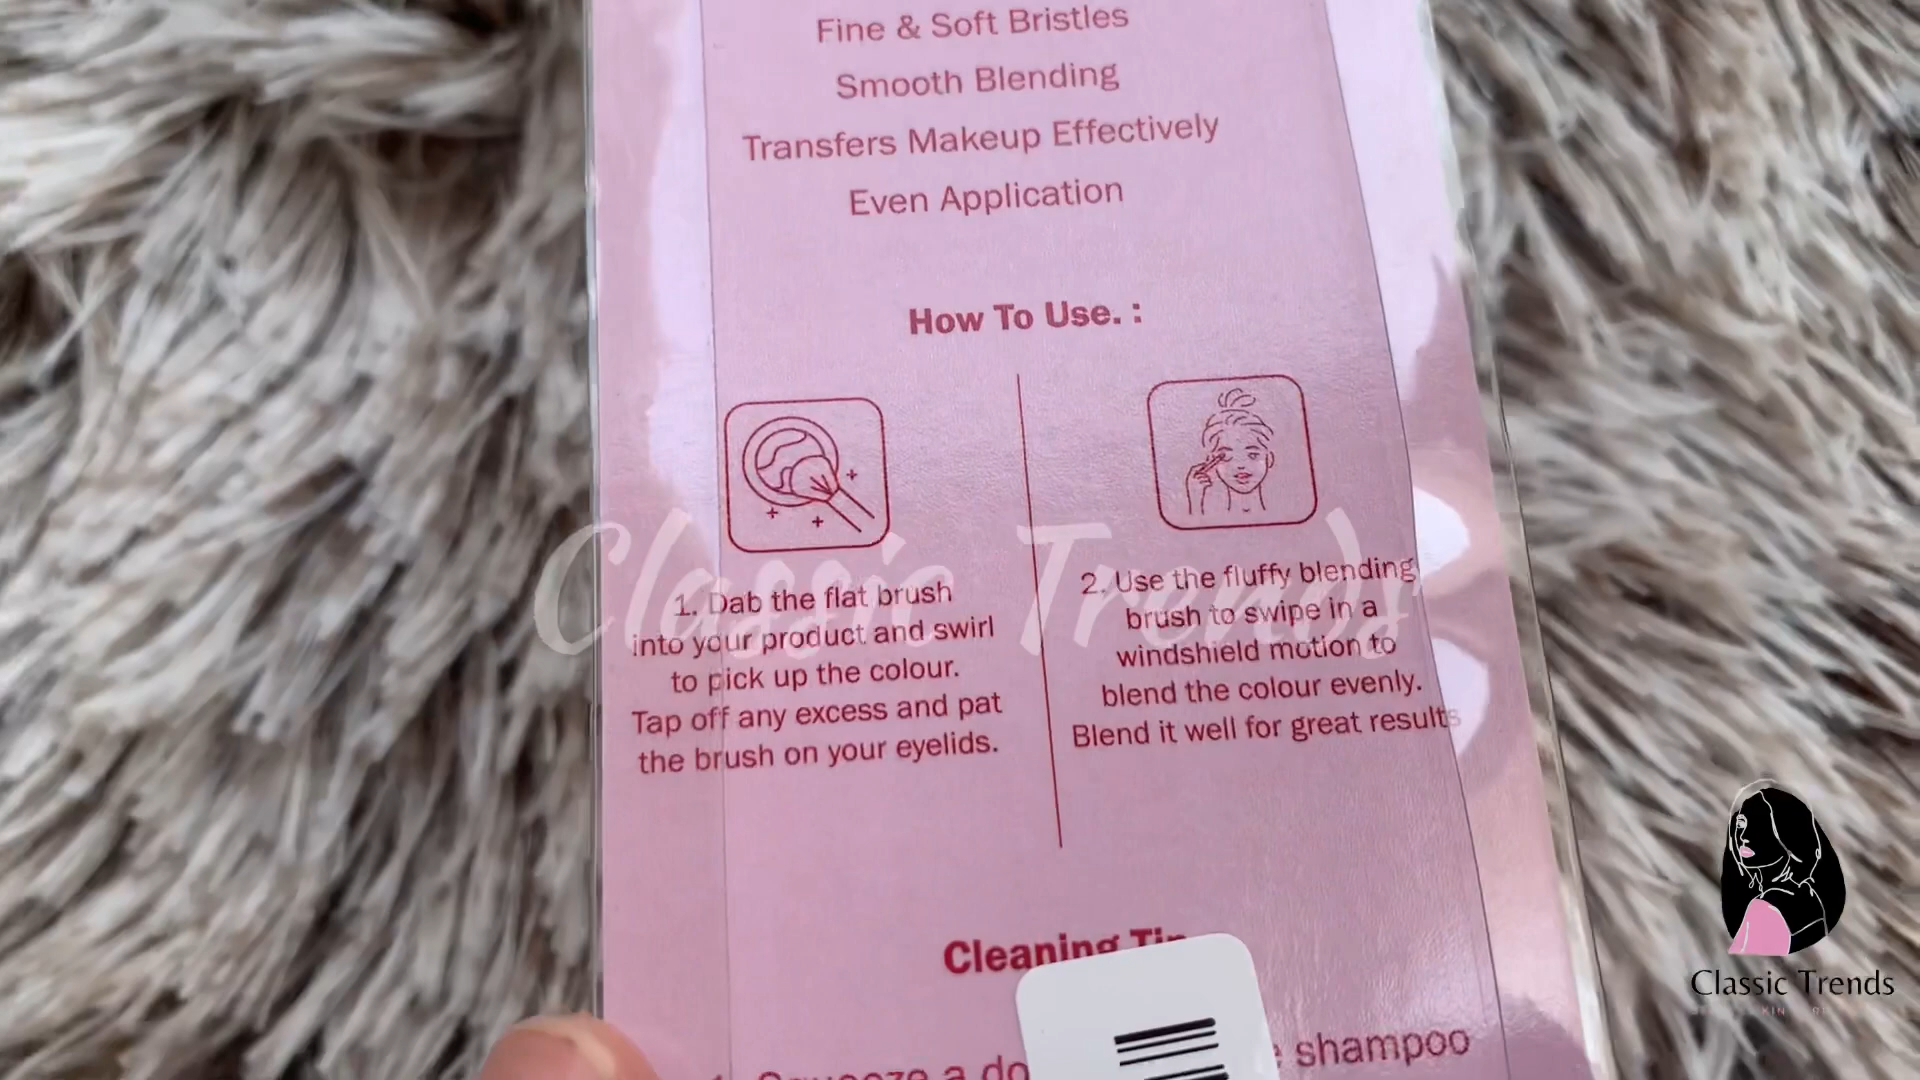 Fine & Soft Bristles
Smooth Blending
Transfers Makeup Effectively
Even Application
How To Use. :
1. Dab the flat brush
into your product and swirl
to pick up the colour.
Tap off any excess and pat
the brush on your eyelids.
2. Use the fluffy blending
brush to swipe in a
windshield motion to
blend the colour evenly.
Blend it well for great results
Classic Trends
Cleaning
a
shampoo
Classic Trends